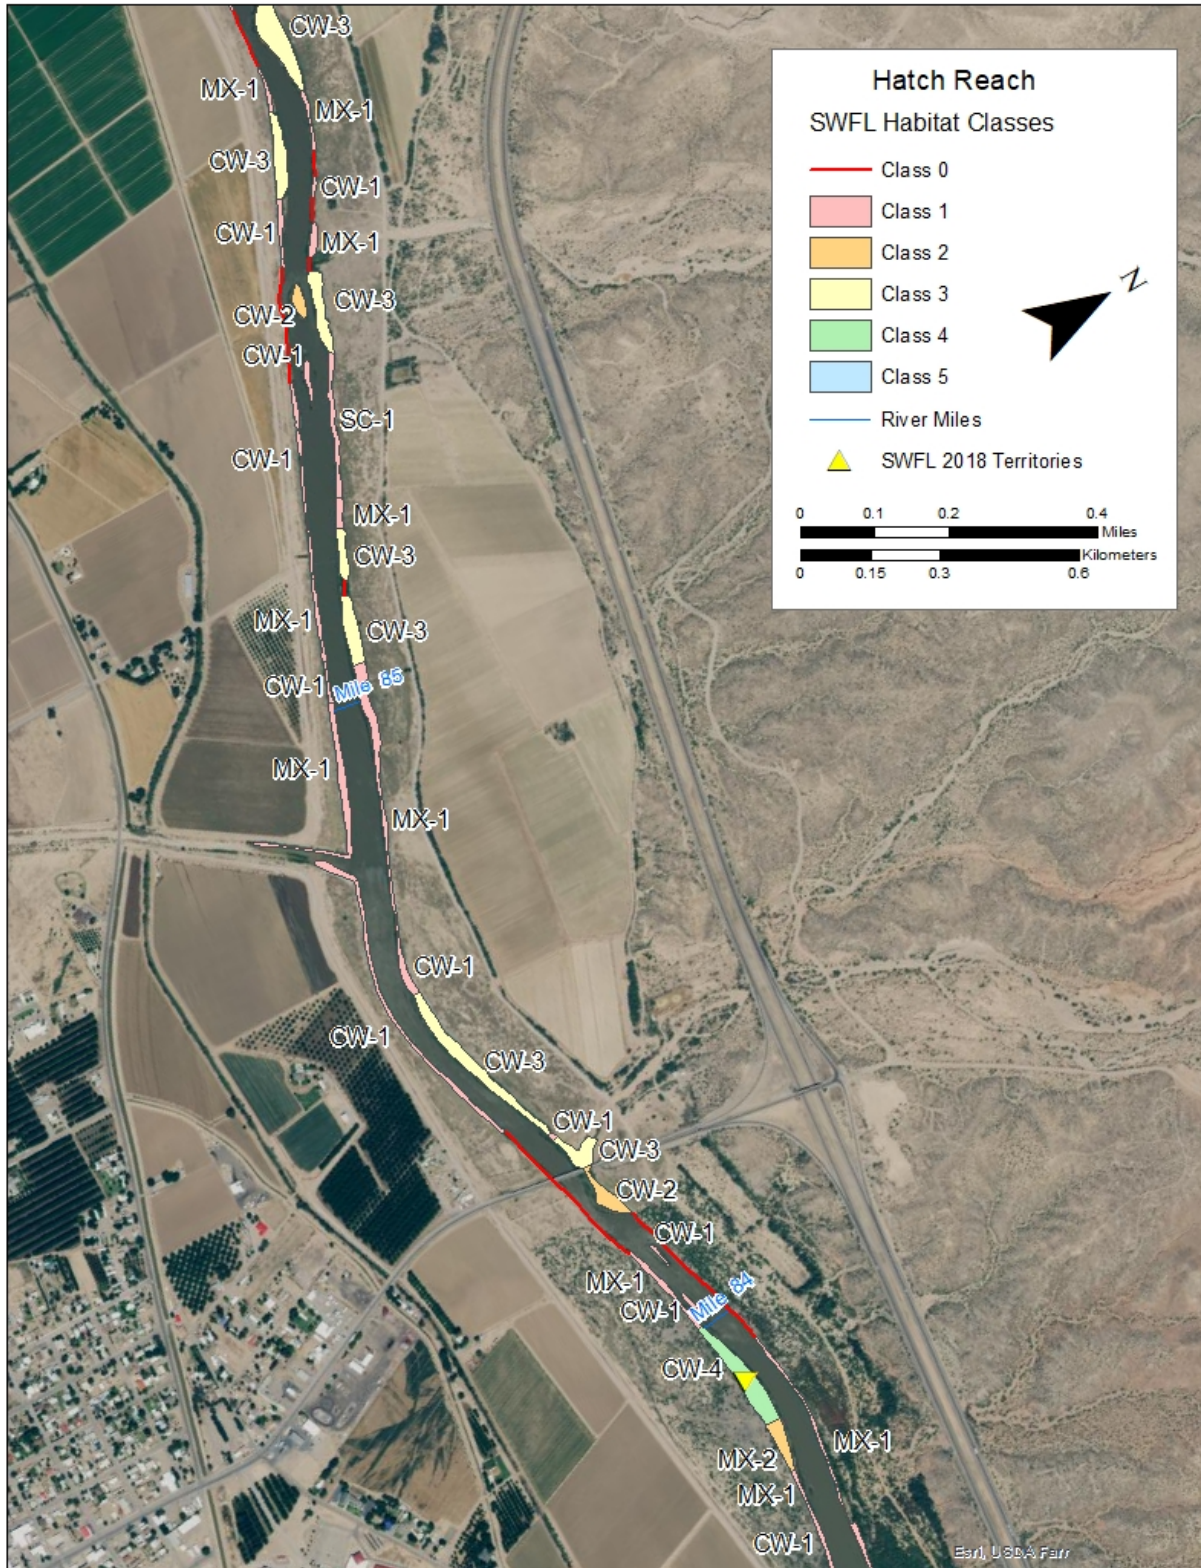 CW-3
MX-1
MX-1
CW-3
CW-1
CW-1
MX-1
CW-3
CW-2
CW-1
SC-1
CW-1
MX-1
CW-3
MX-1
CW-3
CW-1
Mile 85
MX-1
MX-1
CW-1
CW-1
CW-3
CW-1
CW-3
CW-2
CW-1
MX-1
CW-1
Mile 84
CW-4
MX-1
MX-2
MX-1
CW-1
Hatch Reach
SWFL Habitat Classes
Class 0
Class 1
Class 2
Class 3
Class 4
Class 5
River Miles
SWFL 2018 Territories
N
0 0.1 0.2 0.4
Miles
Kilometers
0 0.15 0.3 0.6
Esri, USDA Farr